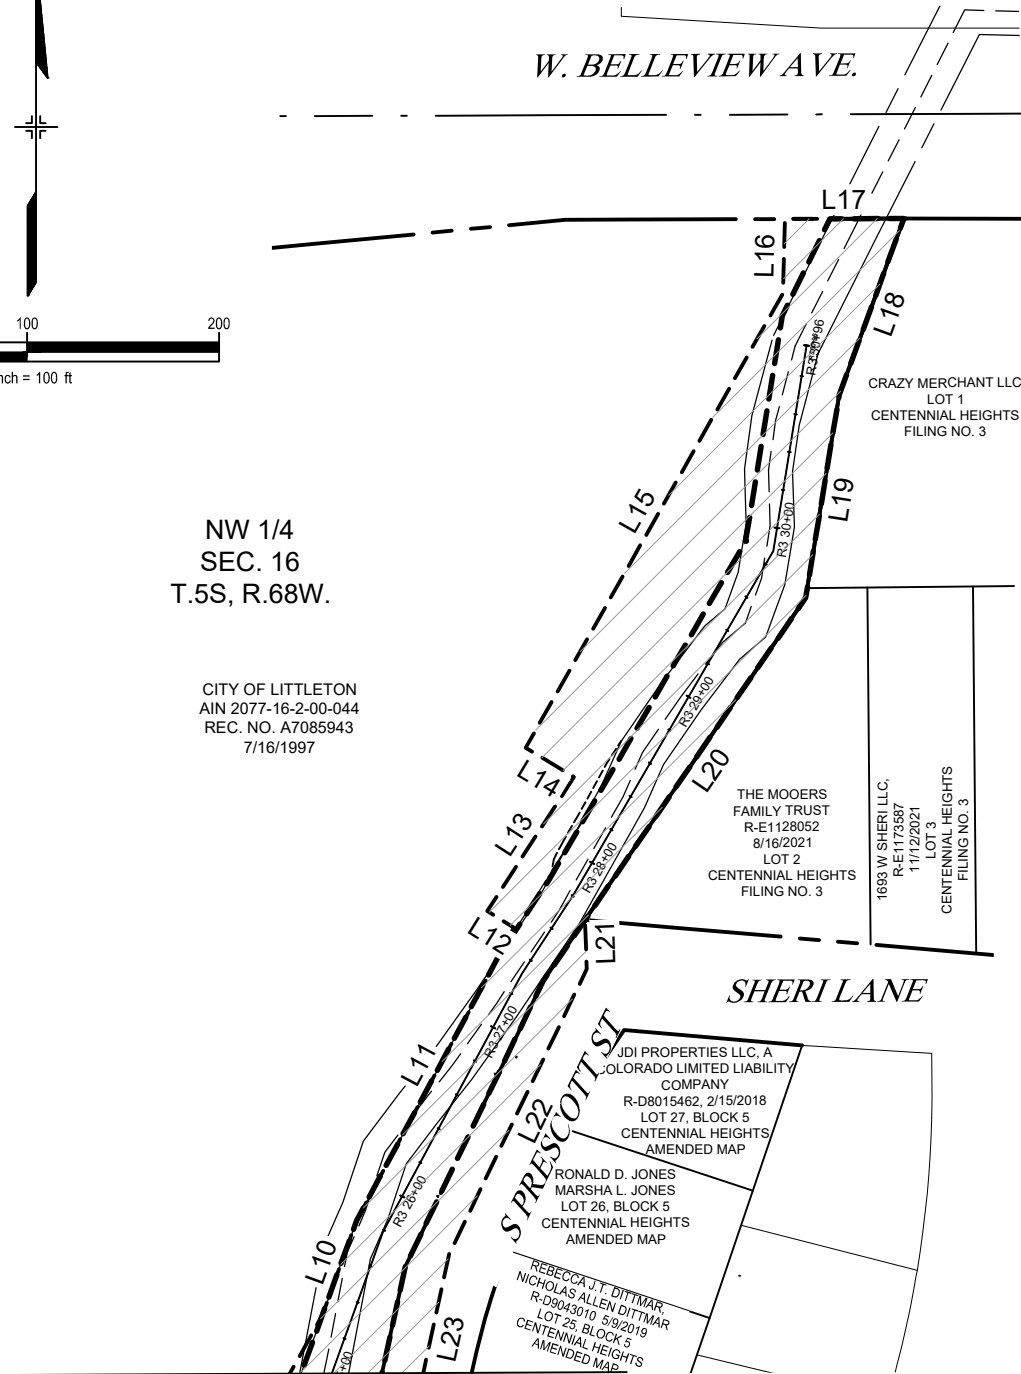 W. BELLEVIEW AVE.
L17
L16
L18
100
200
nch = 100 ft
R3 30+96
CRAZY MERCHANT LLC
LOT 1
CENTENNIAL HEIGHTS
FILING NO. 3
L15
L19
R3 30+00
NW 1/4
SEC. 16
T.5S, R.68W.
CITY OF LITTLETON
AIN 2077-16-2-00-044
REC. NO. A7085943
7/16/1997
R3 29+00
L14
L20
L13
THE MOOERS
FAMILY TRUST
R-E1128052
8/16/2021
LOT 2
CENTENNIAL HEIGHTS
FILING NO. 3
1693 W SHERI LLC,
R-E1173587
11/12/2021
LOT 3
CENTENNIAL HEIGHTS
FILING NO. 3
R3 28+00
L12
L21
SHERI LANE
R3 27+00
L11
L22
S PRESCOTT ST
JDI PROPERTIES LLC, A
COLORADO LIMITED LIABILITY
COMPANY
R-D8015462, 2/15/2018
LOT 27, BLOCK 5
CENTENNIAL HEIGHTS
AMENDED MAP
R3 26+00
RONALD D. JONES
MARSHA L. JONES
LOT 26, BLOCK 5
CENTENNIAL HEIGHTS
AMENDED MAP
L10
REBECCA J.T. DITTMAR,
NICHOLAS ALLEN DITTMAR
R-D9043010 5/9/2019
LOT 25, BLOCK 5
CENTENNIAL HEIGHTS
AMENDED MAP
L23
+00